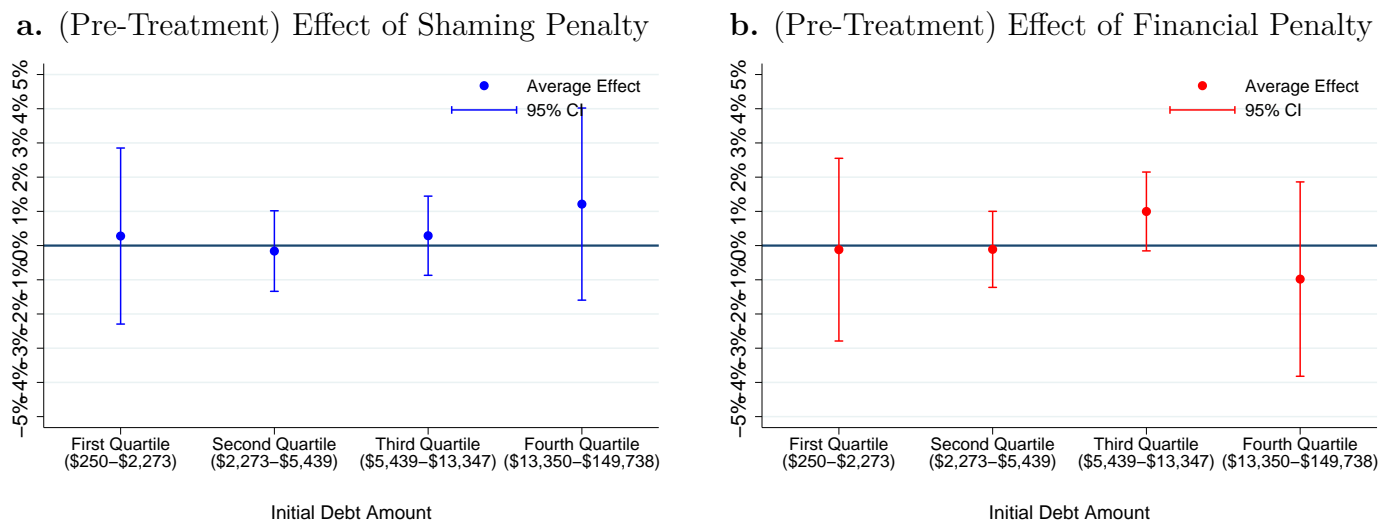 a. (Pre-Treatment) Effect of Shaming Penalty
Average Effect
95% CI
5%
4%
3%
2%
1%
0%
−1%
−2%
−3%
−4%
−5%
First Quartile Second Quartile Third Quartile Fourth Quartile
($250−$2,273) ($2,273−$5,439) ($5,439−$13,347) ($13,350−$149,738)
Initial Debt Amount
b. (Pre-Treatment) Effect of Financial Penalty
Average Effect
95% CI
5%
4%
3%
2%
1%
0%
−1%
−2%
−3%
−4%
−5%
First Quartile Second Quartile Third Quartile Fourth Quartile
($250−$2,273) ($2,273−$5,439) ($5,439−$13,347) ($13,350−$149,738)
Initial Debt Amount